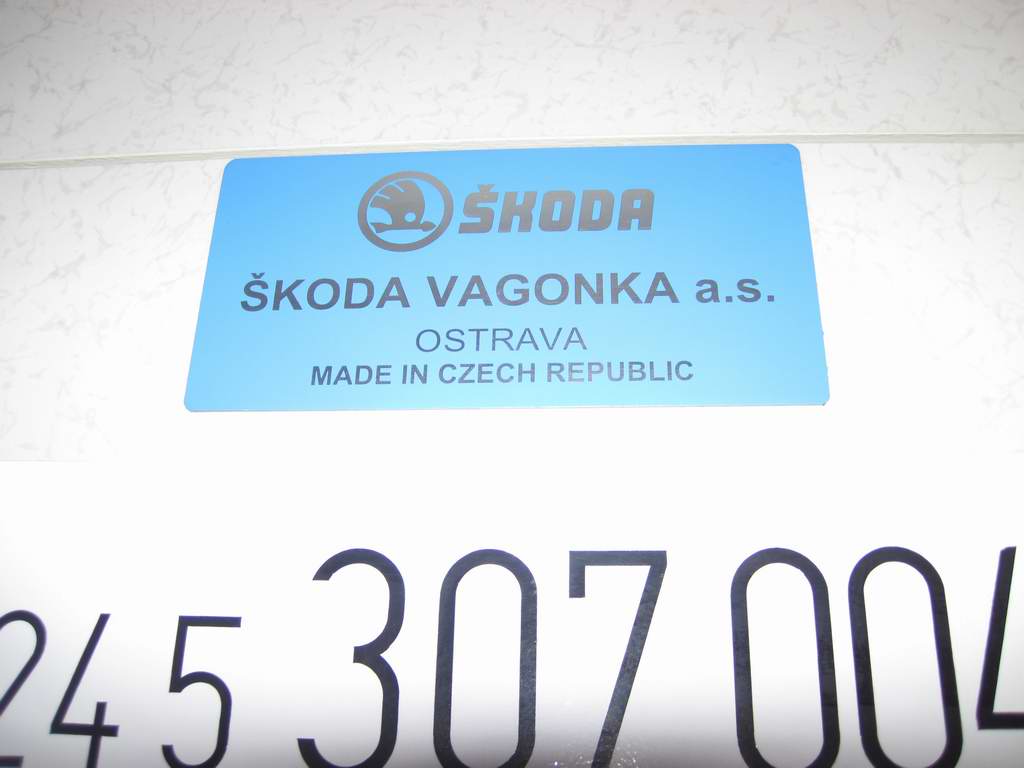 ŠKODA
ŠKODA VAGONKA a.s.
OSTRAVA
MADE IN CZECH REPUBLIC
245 307 004